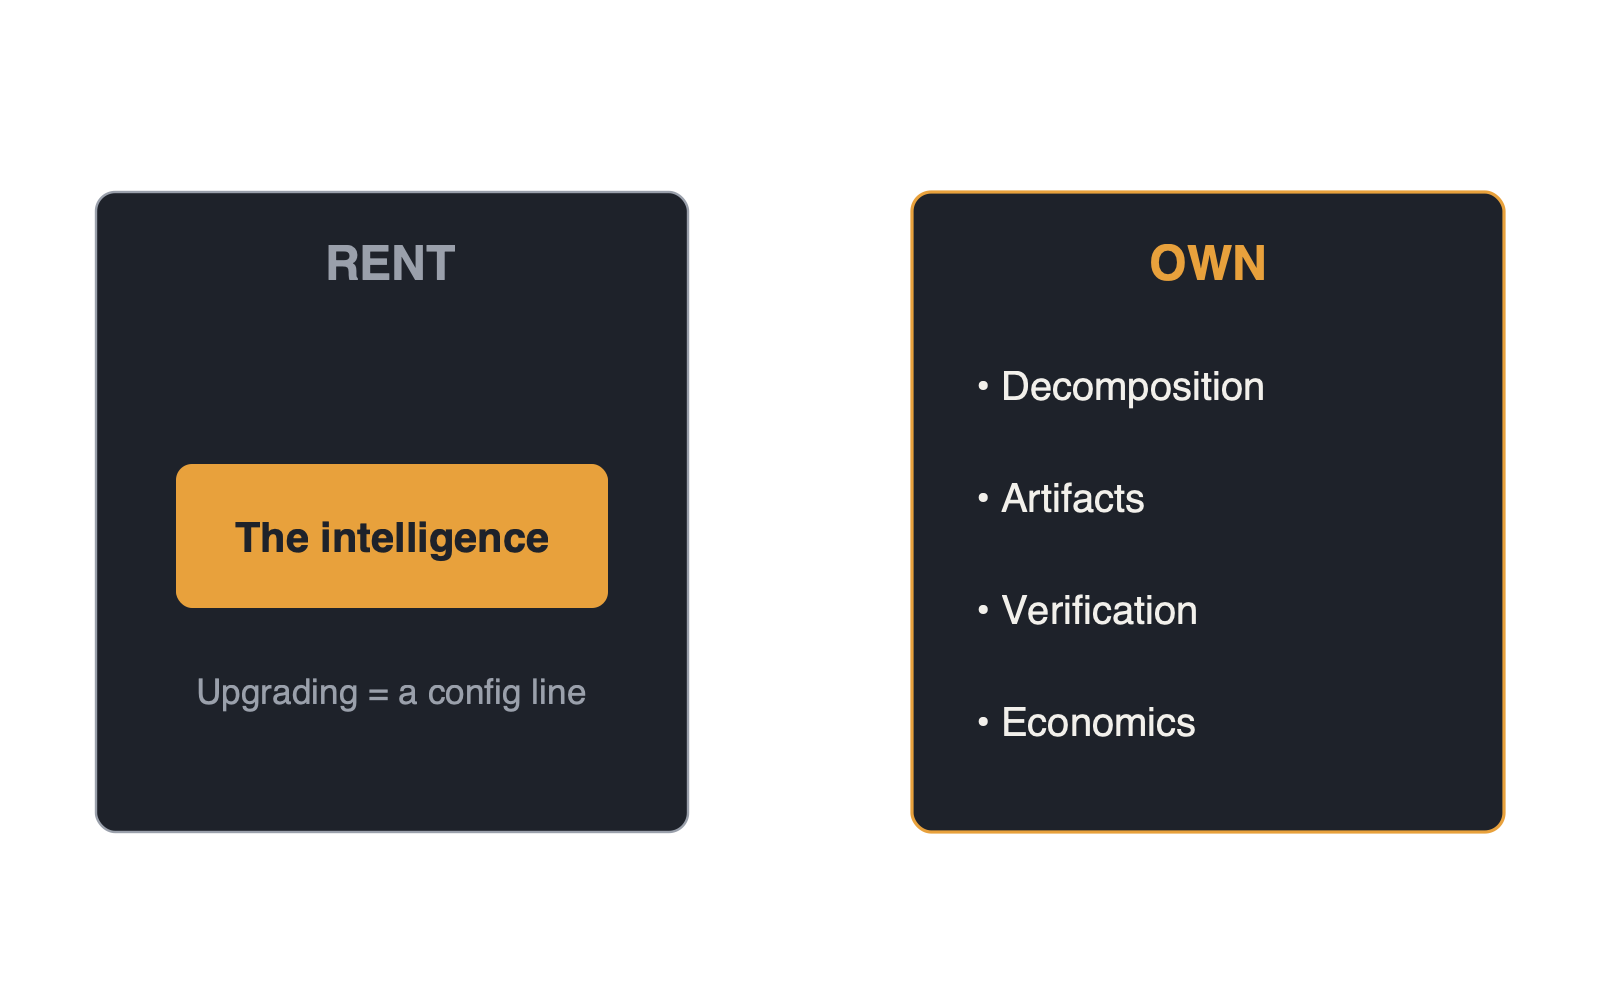 RENT
The intelligence
Upgrading = a config line
OWN
• Decomposition
• Artifacts
• Verification
• Economics